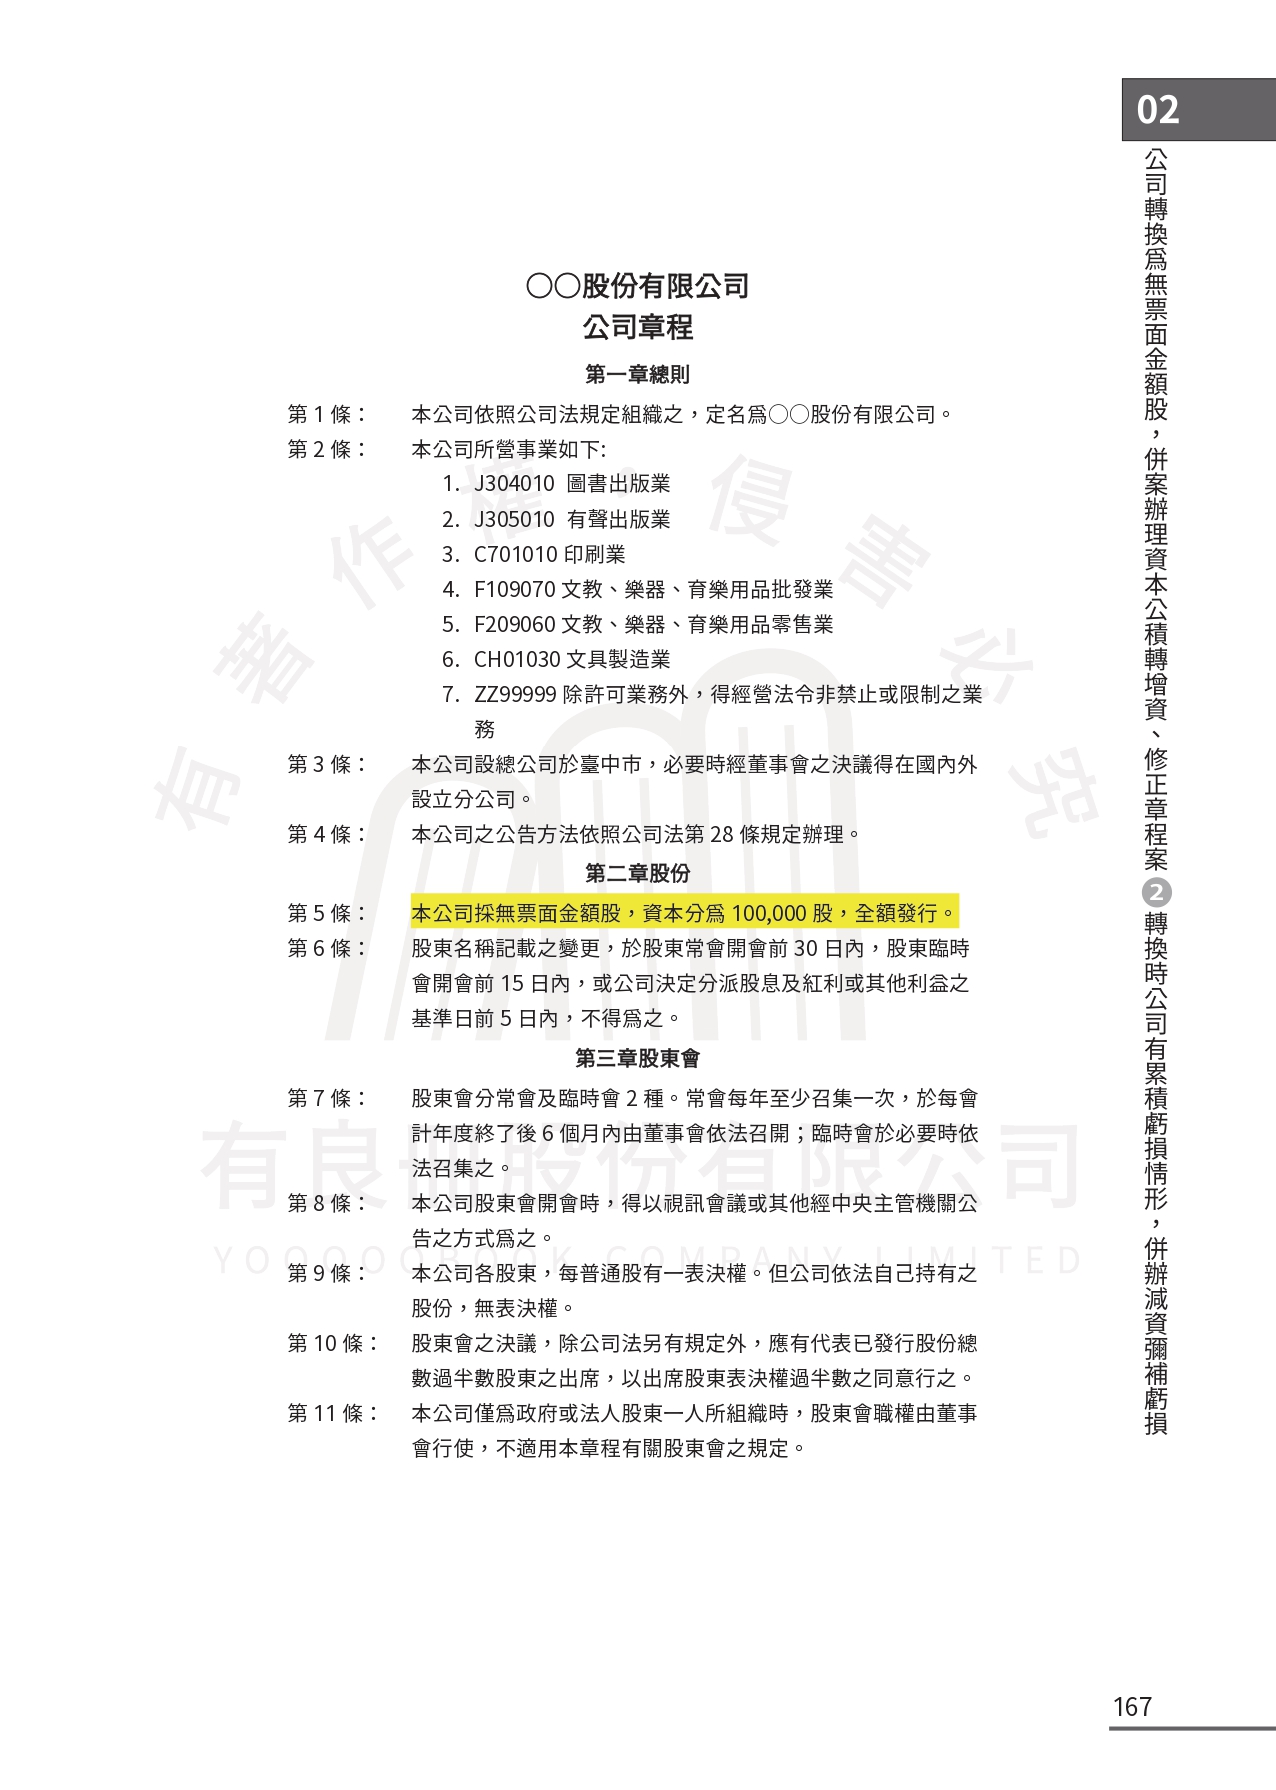 02
公司轉換爲無票面金額股，併案辦理資本公積轉增資、修正章程案 2 轉換時公司有累積虧損情形，併辦減資彌補虧損
○○股份有限公司
公司章程
第一章總則
第 1 條： 本公司依照公司法規定組織之，定名爲○○股份有限公司。
第 2 條： 本公司所營事業如下:
1. J304010 圖書出版業
2. J305010 有聲出版業
3. C701010 印刷業
4. F109070 文教、樂器、育樂用品批發業
5. F209060 文教、樂器、育樂用品零售業
6. CH01030 文具製造業
7. ZZ99999 除許可業務外，得經營法令非禁止或限制之業
務
第 3 條： 本公司設總公司於臺中市，必要時經董事會之決議得在國內外
設立分公司。
第 4 條： 本公司之公告方法依照公司法第 28 條規定辦理。
第二章股份
第 5 條： 本公司採無票面金額股，資本分爲 100,000 股，全額發行。
第 6 條： 股東名稱記載之變更，於股東常會開會前 30 日內，股東臨時
會開會前 15 日內，或公司決定分派股息及紅利或其他利益之
基準日前 5 日內，不得爲之。
第三章股東會
第 7 條： 股東會分常會及臨時會 2 種。常會每年至少召集一次，於每會
計年度終了後 6 個月內由董事會依法召開；臨時會於必要時依
法召集之。
第 8 條： 本公司股東會開會時，得以視訊會議或其他經中央主管機關公
告之方式爲之。
第 9 條： 本公司各股東，每普通股有一表決權。但公司依法自己持有之
股份，無表決權。
第 10 條： 股東會之決議，除公司法另有規定外，應有代表已發行股份總
數過半數股東之出席，以出席股東表決權過半數之同意行之。
第 11 條： 本公司僅爲政府或法人股東一人所組織時，股東會職權由董事
會行使，不適用本章程有關股東會之規定。
有著作權，侵害必究
有良冊股份有限公司
YOOOOOBOOK COMPANY LIMITED
167